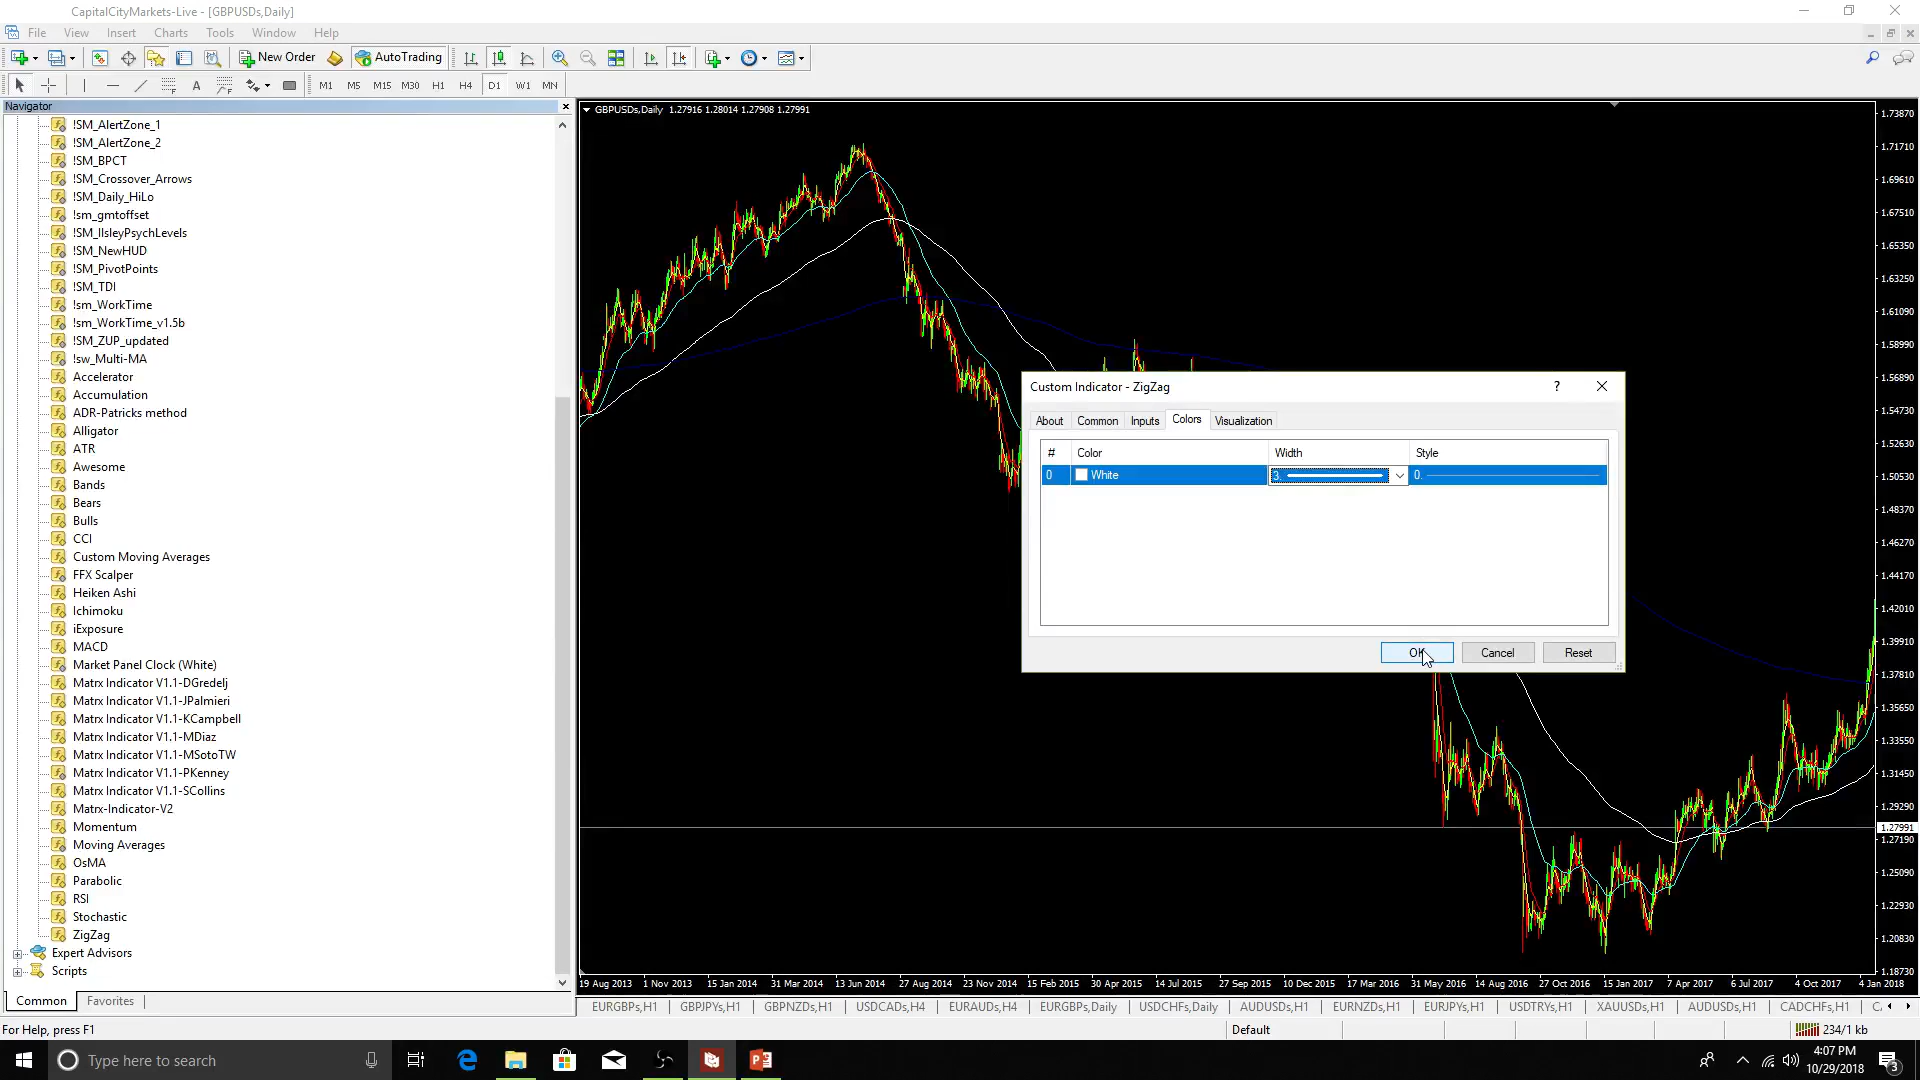 CapitalCityMarkets-Live - [GBPUSDs,Daily]
File View Insert Charts Tools Window Help
New Order AutoTrading
A M1 M5 M15 M30 H1 H4 D1 W1 MN
Navigator
!SM_AlertZone_1
!SM_AlertZone_2
!SM_BPCT
!SM_Crossover_Arrows
!SM_Daily_HiLo
!sm_gmtoffset
!SM_IlsleyPsychLevels
!SM_NewHUD
!SM_PivotPoints
!SM_TDI
!sm_WorkTime
!sm_WorkTime_v1.5b
!SM_ZUP_updated
!sw_Multi-MA
Accelerator
Accumulation
ADR-Patricks method
Alligator
ATR
Awesome
Bands
Bears
Bulls
CCI
Custom Moving Averages
FFX Scalper
Heiken Ashi
Ichimoku
iExposure
MACD
Market Panel Clock (White)
Matrx Indicator V1.1-DGredelj
Matrx Indicator V1.1-JPalmieri
Matrx Indicator V1.1-KCampbell
Matrx Indicator V1.1-MDiaz
Matrx Indicator V1.1-MSotoTW
Matrx Indicator V1.1-PKenney
Matrx Indicator V1.1-SCollins
Matrx-Indicator-V2
Momentum
Moving Averages
OsMA
Parabolic
RSI
Stochastic
ZigZag
Expert Advisors
Scripts
Common Favorites
GBPUSDs,Daily 1.27916 1.28014 1.27908 1.27991
1.73870
1.71710
1.69610
1.67510
1.65350
1.63250
1.61090
1.58990
1.56890
1.54730
1.52630
1.50530
1.48370
1.46270
1.44170
1.42010
1.39910
1.37810
1.35650
1.33550
1.31450
1.29290
1.27991
1.27190
1.25090
1.22930
1.20830
1.18730
Custom Indicator - ZigZag ?
About Common Inputs Colors Visualization
# Color Width Style
0 White 3. 0.
OK Cancel Reset
19 Aug 2013 1 Nov 2013 15 Jan 2014 31 Mar 2014 13 Jun 2014 27 Aug 2014 23 Nov 2014 15 Feb 2015 30 Apr 2015 14 Jul 2015 27 Sep 2015 10 Dec 2015 17 Mar 2016 31 May 2016 14 Aug 2016 27 Oct 2016 15 Jan 2017 7 Apr 2017 6 Jul 2017 4 Oct 2017 4 Jan 2018
EURGBPs,H1 GBPJPYs,H1 GBPNZDs,H1 USDCADs,H4 EURAUDs,H4 EURGBPs,Daily USDCHFs,Daily AUDUSDs,H1 EURNZDs,H1 EURJPYs,H1 USDTRYs,H1 XAUUSDs,H1 AUDUSDs,H1 CADCHFs,H1
For Help, press F1 Default 234/1 kb
Type here to search
4:07 PM
10/29/2018
3